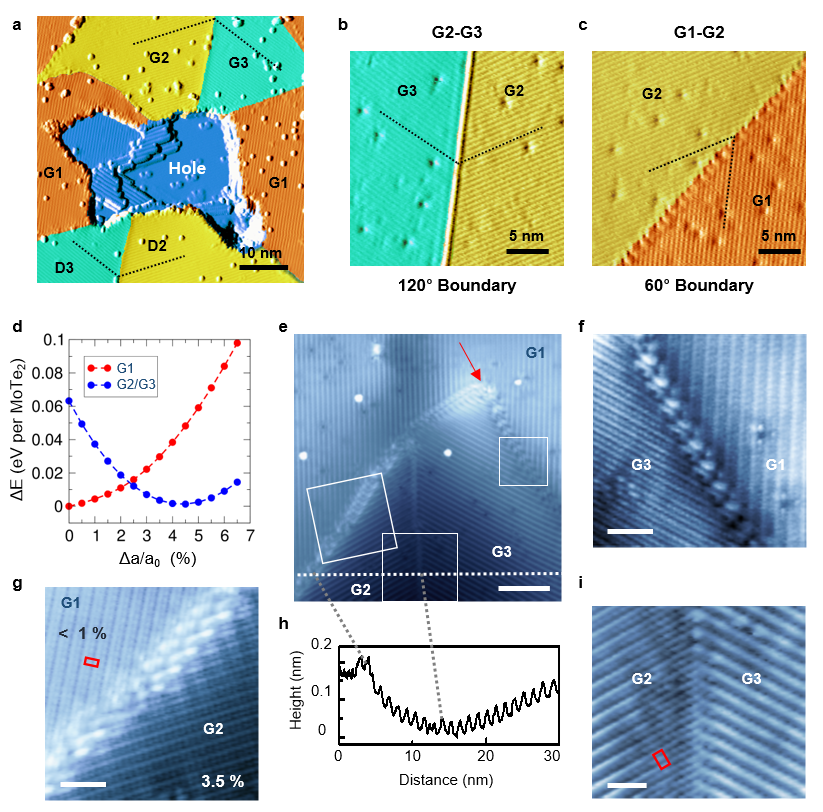 a
G2
G3
Hole
G1
G1
D3
D2
10 nm
b
G2-G3
G3
G2
5 nm
120° Boundary
c
G1-G2
G2
G1
5 nm
60° Boundary
d
0.1
0.08
0.06
0.04
0.02
0
ΔE (eV per MoTe₂)
G1
G2/G3
0 1 2 3 4 5 6 7
Δa/a₀ (%)
e
G1
G3
G2
f
G3
G1
g
G1
< 1 %
G2
3.5 %
h
0.2
0.1
0
Height (nm)
0 10 20 30
Distance (nm)
i
G2
G3